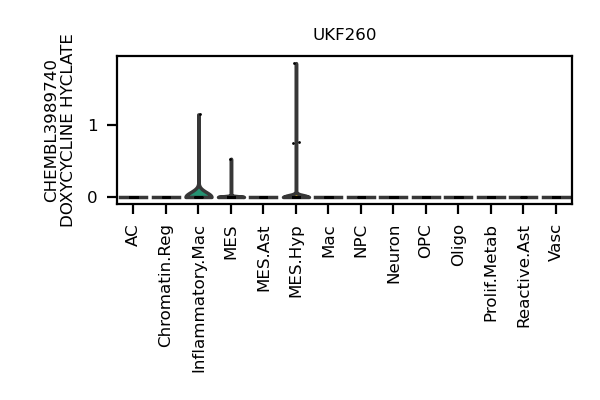 UKF260
CHEMBL3989740
DOXYCYCLINE HYCLATE
1
0
AC
Chromatin.Reg
Inflammatory.Mac
MES
MES.Ast
MES.Hyp
Mac
NPC
Neuron
OPC
Oligo
Prolif.Metab
Reactive.Ast
Vasc